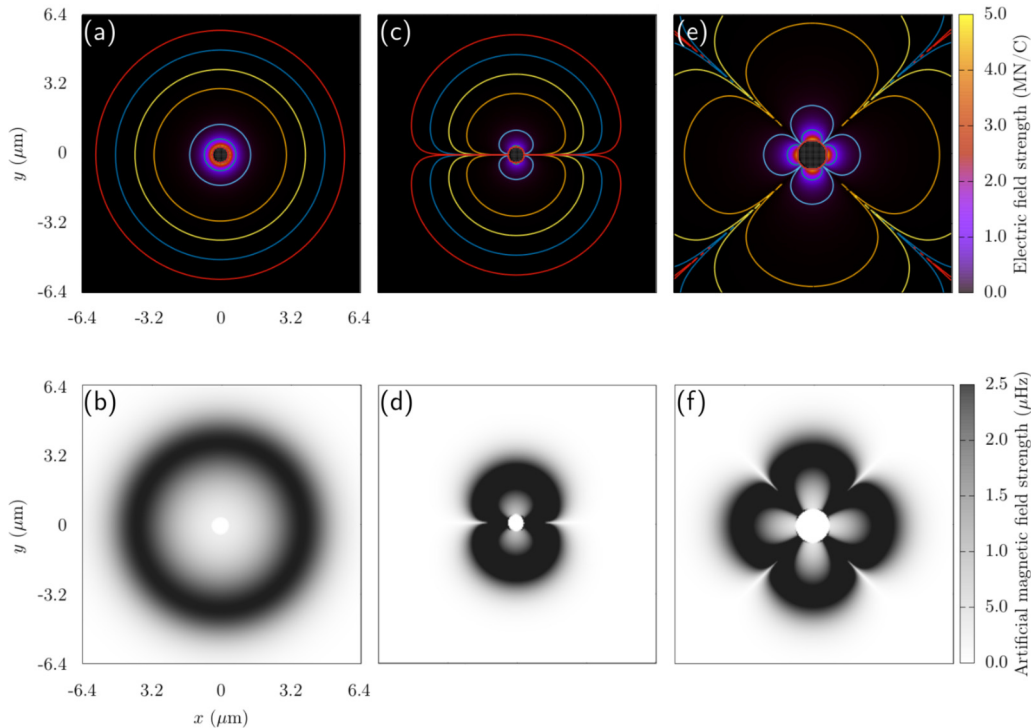 6.4
(a)
(c)
(e)
5.0
3.2
4.0
y (µm)
0
3.0
2.0
-3.2
1.0
-6.4
0.0
Electric field strength (MN/C)
-6.4 -3.2 0 3.2 6.4
6.4
(b)
(d)
(f)
2.5
3.2
2.0
y (µm)
0
1.5
1.0
-3.2
5.0
-6.4
0.0
Artificial magnetic field strength (µHz)
-6.4 3.2 0 3.2 6.4
x (µm)